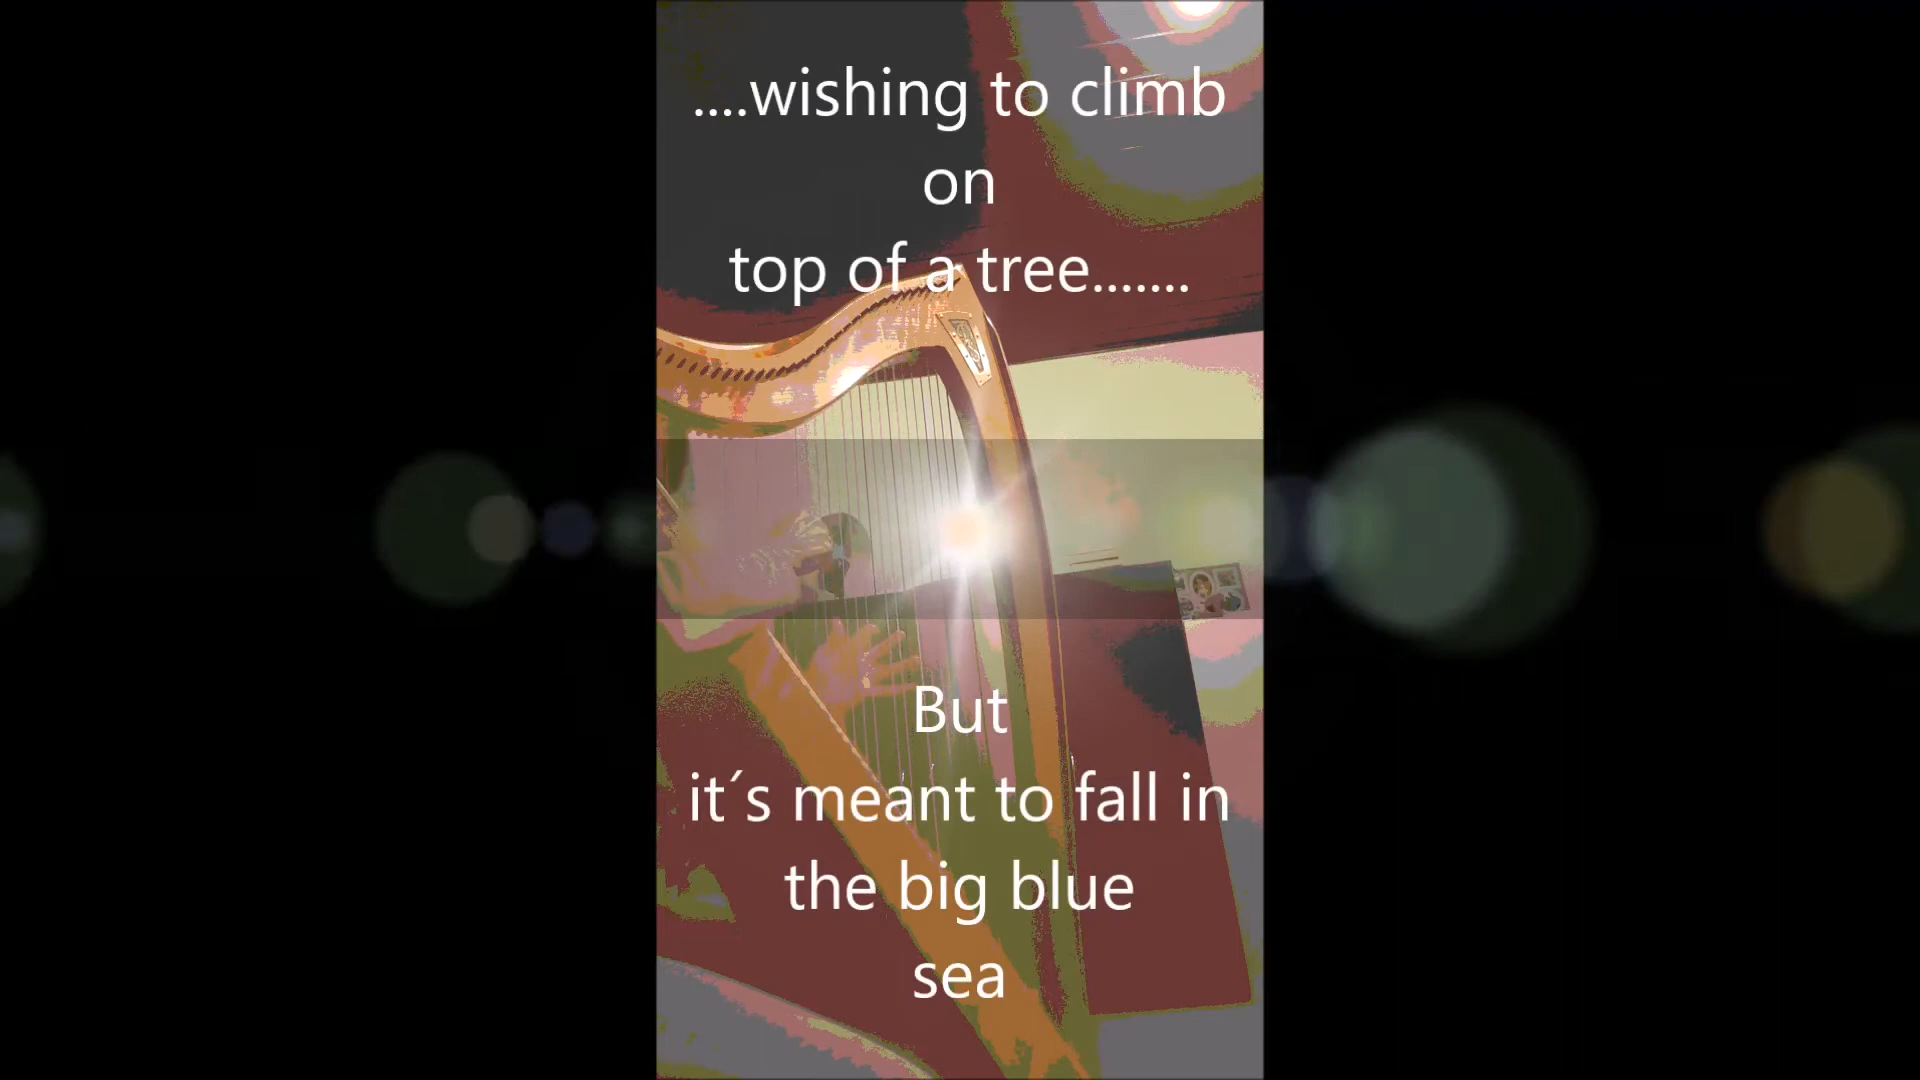 ....wishing to climb
on
top of a tree.......
But
it´s meant to fall in
the big blue
sea